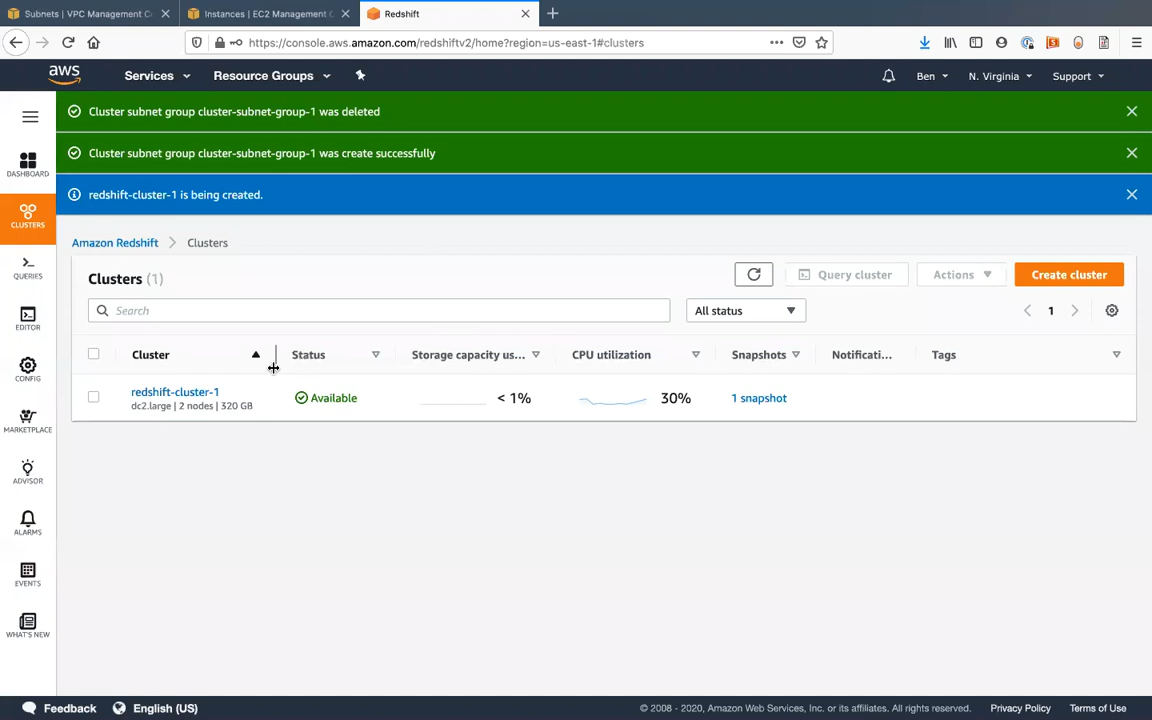 Subnets | VPC Management C
Instances | EC2 Management C
Redshift
https://console.aws.amazon.com/redshiftv2/home?region=us-east-1#clusters
aws
Services
Resource Groups
Ben
N. Virginia
Support
Cluster subnet group cluster-subnet-group-1 was deleted
Cluster subnet group cluster-subnet-group-1 was create successfully
redshift-cluster-1 is being created.
DASHBOARD
CLUSTERS
QUERIES
EDITOR
CONFIG
MARKETPLACE
ADVISOR
ALARMS
EVENTS
WHAT'S NEW
Amazon Redshift > Clusters
Clusters (1)
Query cluster
Actions
Create cluster
Search
All status
1
Cluster
Status
Storage capacity us...
CPU utilization
Snapshots
Notificati...
Tags
redshift-cluster-1
dc2.large | 2 nodes | 320 GB
Available
< 1%
30%
1 snapshot
Feedback
English (US)
© 2008 - 2020, Amazon Web Services, Inc. or its affiliates. All rights reserved.
Privacy Policy
Terms of Use